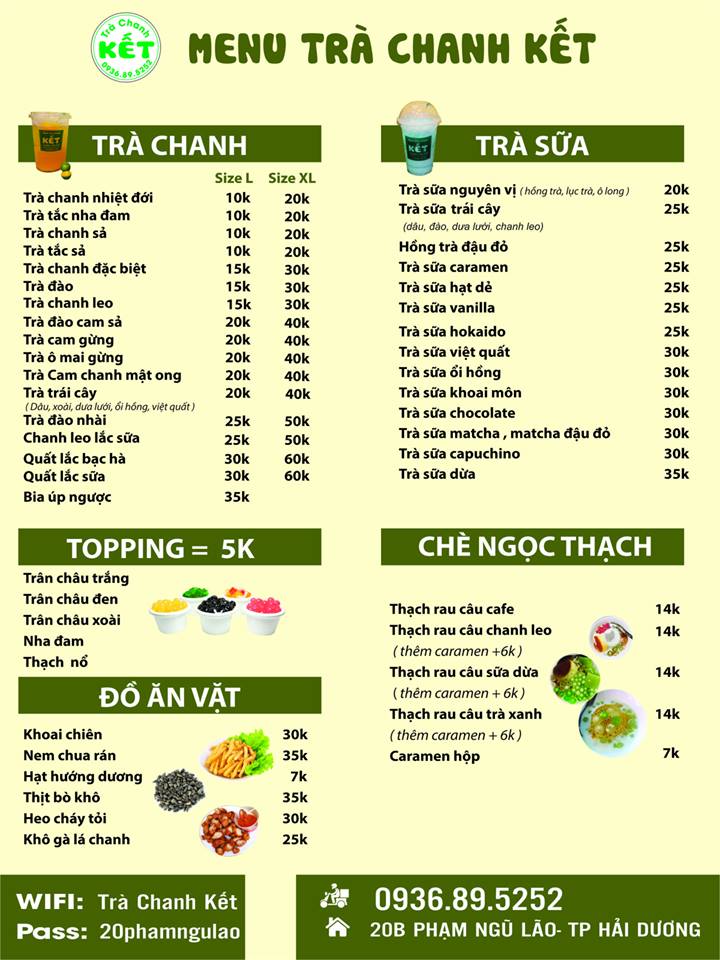 Trà Chanh
KẾT
0936.89.5252
MENU TRÀ CHANH KẾT
TRÀ CHANH
Size L Size XL
Trà chanh nhiệt đới 10k 20k
Trà tắc nha đam 10k 20k
Trà chanh sả 10k 20k
Trà tắc sả 10k 20k
Trà chanh đặc biệt 15k 30k
Trà đào 15k 30k
Trà chanh leo 15k 30k
Trà đào cam sả 20k 40k
Trà cam gừng 20k 40k
Trà ô mai gừng 20k 40k
Trà Cam chanh mật ong 20k 40k
Trà trái cây 20k 40k
( Dâu, xoài, dưa lưới, ổi hồng, việt quất )
Trà đào nhài 25k 50k
Chanh leo lắc sữa 25k 50k
Quất lắc bạc hà 30k 60k
Quất lắc sữa 30k 60k
Bia úp ngược 35k
TRÀ SỮA
Trà sữa nguyên vị ( hồng trà, lục trà, ô long ) 20k
Trà sữa trái cây 25k
(dâu, đào, dưa lưới, chanh leo)
Hồng trà đậu đỏ 25k
Trà sữa caramen 25k
Trà sữa hạt dẻ 25k
Trà sữa vanilla 25k
Trà sữa hokaido 25k
Trà sữa việt quất 30k
Trà sữa ổi hồng 30k
Trà sữa khoai môn 30k
Trà sữa chocolate 30k
Trà sữa matcha , matcha đậu đỏ 30k
Trà sữa capuchino 30k
Trà sữa dừa 35k
TOPPING = 5K
Trân châu trắng
Trân châu đen
Trân châu xoài
Nha đam
Thạch nổ
ĐỒ ĂN VẶT
Khoai chiên 30k
Nem chua rán 35k
Hạt hướng dương 7k
Thịt bò khô 35k
Heo cháy tỏi 30k
Khô gà lá chanh 25k
CHÈ NGỌC THẠCH
Thạch rau câu cafe 14k
Thạch rau câu chanh leo 14k
( thêm caramen +6k )
Thạch rau câu sữa dừa 14k
( thêm caramen + 6k )
Thạch rau câu trà xanh 14k
(thêm caramen + 6k )
Caramen hộp 7k
WIFI: Trà Chanh Kết
Pass: 20phamngulao
0936.89.5252
20B PHẠM NGŨ LÃO- TP HẢI DƯƠNG